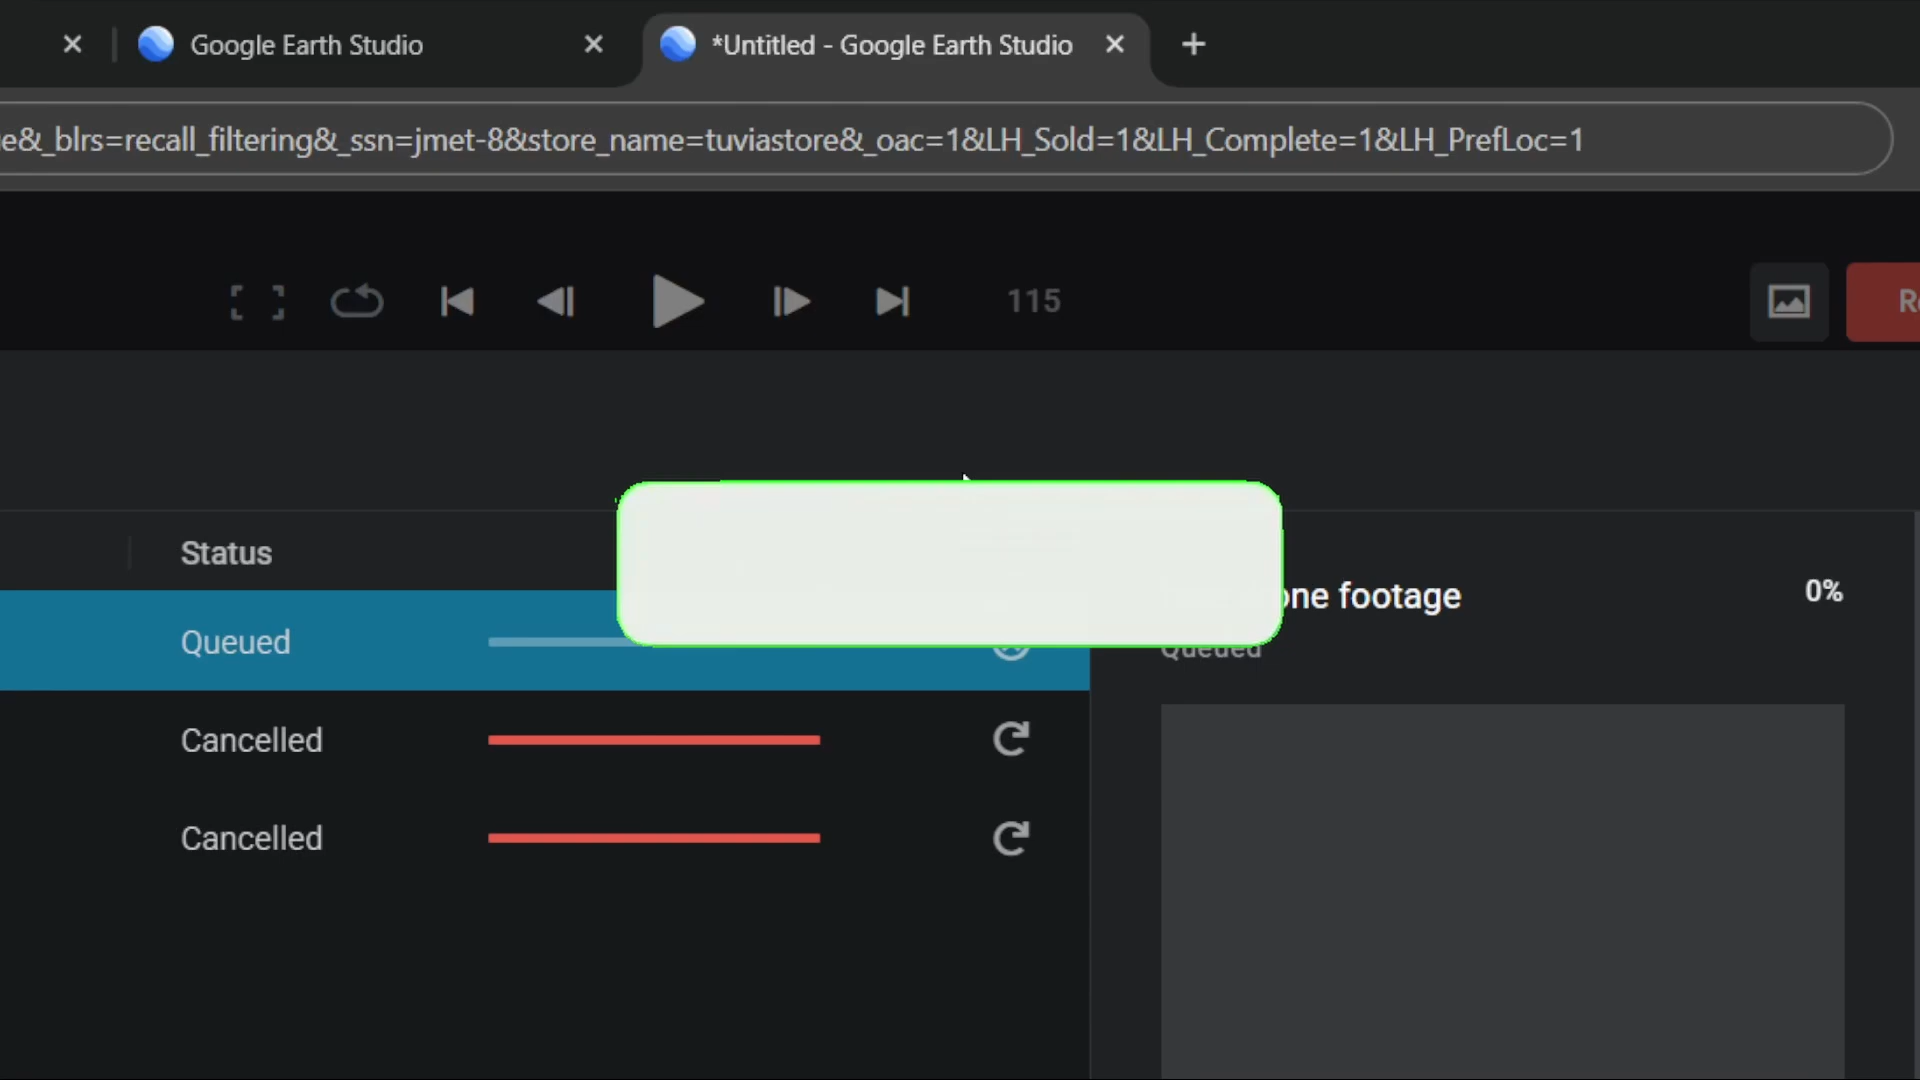 Google Earth Studio
*Untitled - Google Earth Studio
e&_blrs=recall_filtering&_ssn=jmet-8&store_name=tuviastore&_oac=1&LH_Sold=1&LH_Complete=1&LH_PrefLoc=1
115
Status
footage
0%
Queued
Queued
Cancelled
Cancelled